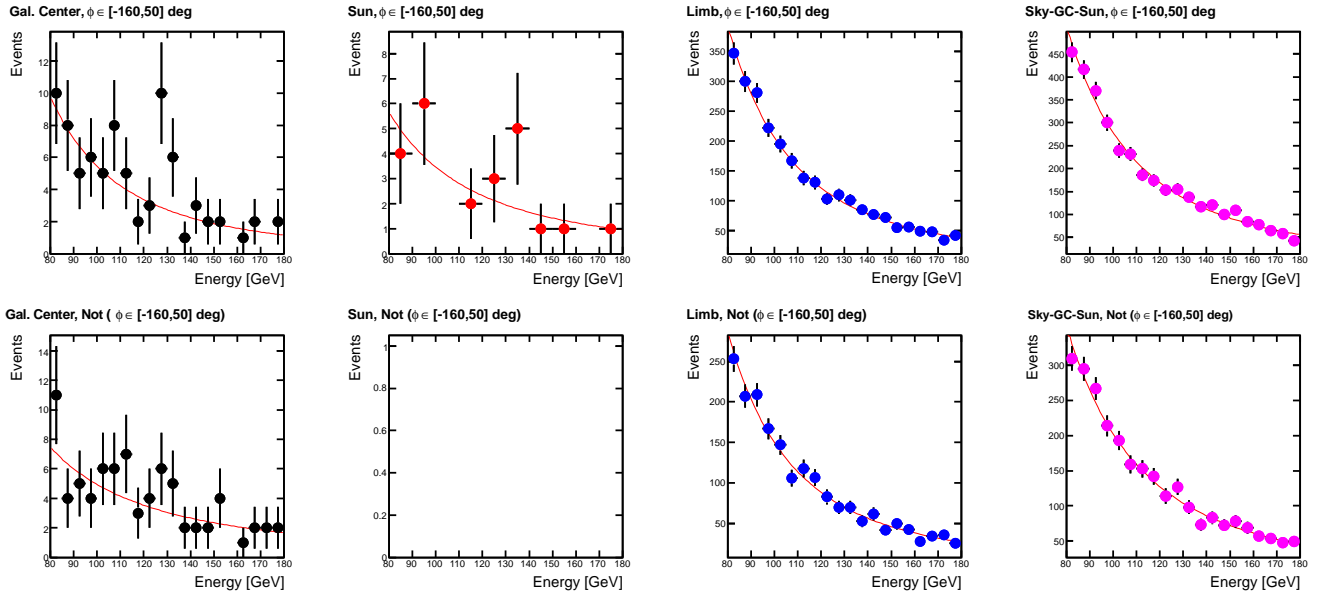 Gal. Center, ϕ∈ [-160,50] deg
Events
12
10
8
6
4
2
0
80 90 100 110 120 130 140 150 160 170 180
Energy [GeV]
Sun, ϕ∈ [-160,50] deg
Events
9
8
7
6
5
4
3
2
1
0
80 90 100 110 120 130 140 150 160 170 180
Energy [GeV]
Limb, ϕ∈ [-160,50] deg
Events
350
300
250
200
150
100
50
80 90 100 110 120 130 140 150 160 170 180
Energy [GeV]
Sky-GC-Sun, ϕ∈ [-160,50] deg
Events
450
400
350
300
250
200
150
100
50
80 90 100 110 120 130 140 150 160 170 180
Energy [GeV]
Gal. Center, Not ( ϕ∈ [-160,50] deg)
Events
14
12
10
8
6
4
2
0
80 90 100 110 120 130 140 150 160 170 180
Energy [GeV]
Sun, Not (ϕ∈ [-160,50] deg)
Events
1
0.8
0.6
0.4
0.2
0
80 90 100 110 120 130 140 150 160 170 180
Energy [GeV]
Limb, Not (ϕ∈ [-160,50] deg)
Events
250
200
150
100
50
80 90 100 110 120 130 140 150 160 170 180
Energy [GeV]
Sky-GC-Sun, Not (ϕ∈ [-160,50] deg)
Events
300
250
200
150
100
50
80 90 100 110 120 130 140 150 160 170 180
Energy [GeV]